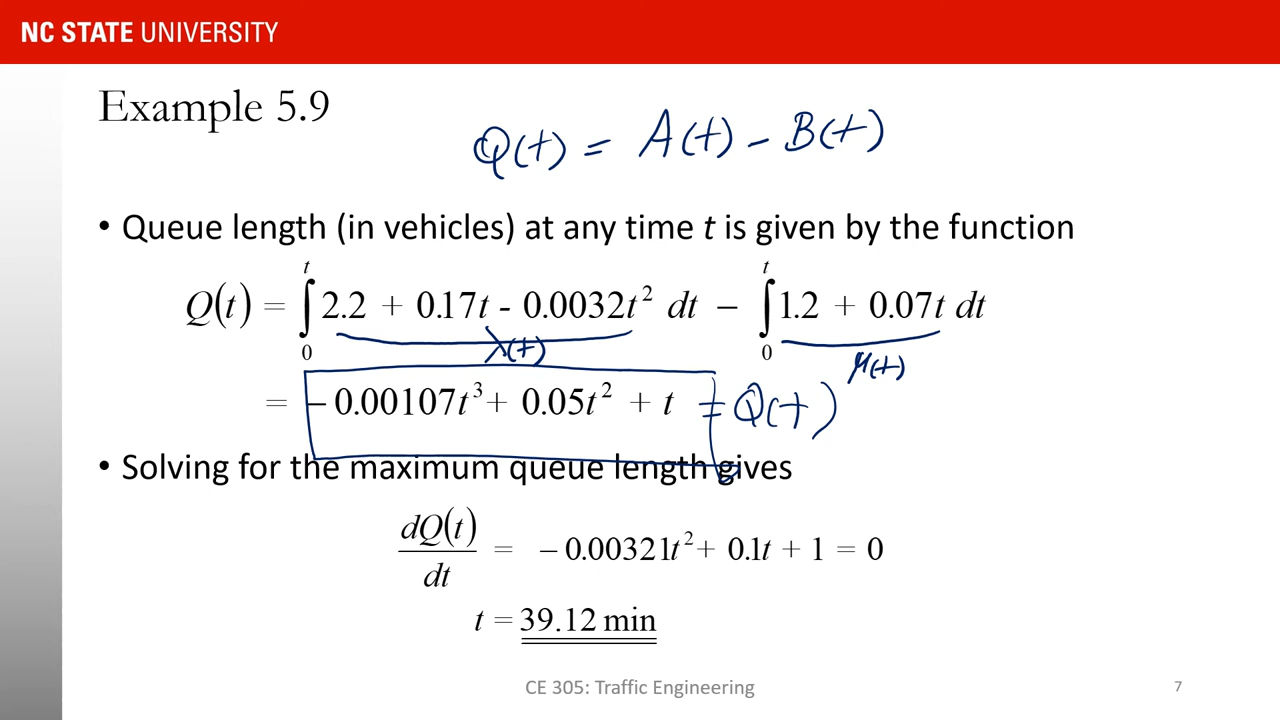 NC STATE UNIVERSITY
Example 5.9
Q(t) = A(t) - B(t)
• Queue length (in vehicles) at any time t is given by the function
Q(t) = ∫₀ᵗ 2.2 + 0.17t - 0.0032t² dt − ∫₀ᵗ 1.2 + 0.07t dt
λ(t)
μ(t)
= − 0.00107t³ + 0.05t² + t = Q(t)
• Solving for the maximum queue length gives
dQ(t)/dt = − 0.00321t² + 0.1t + 1 = 0
t = 39.12 min
CE 305: Traffic Engineering
7